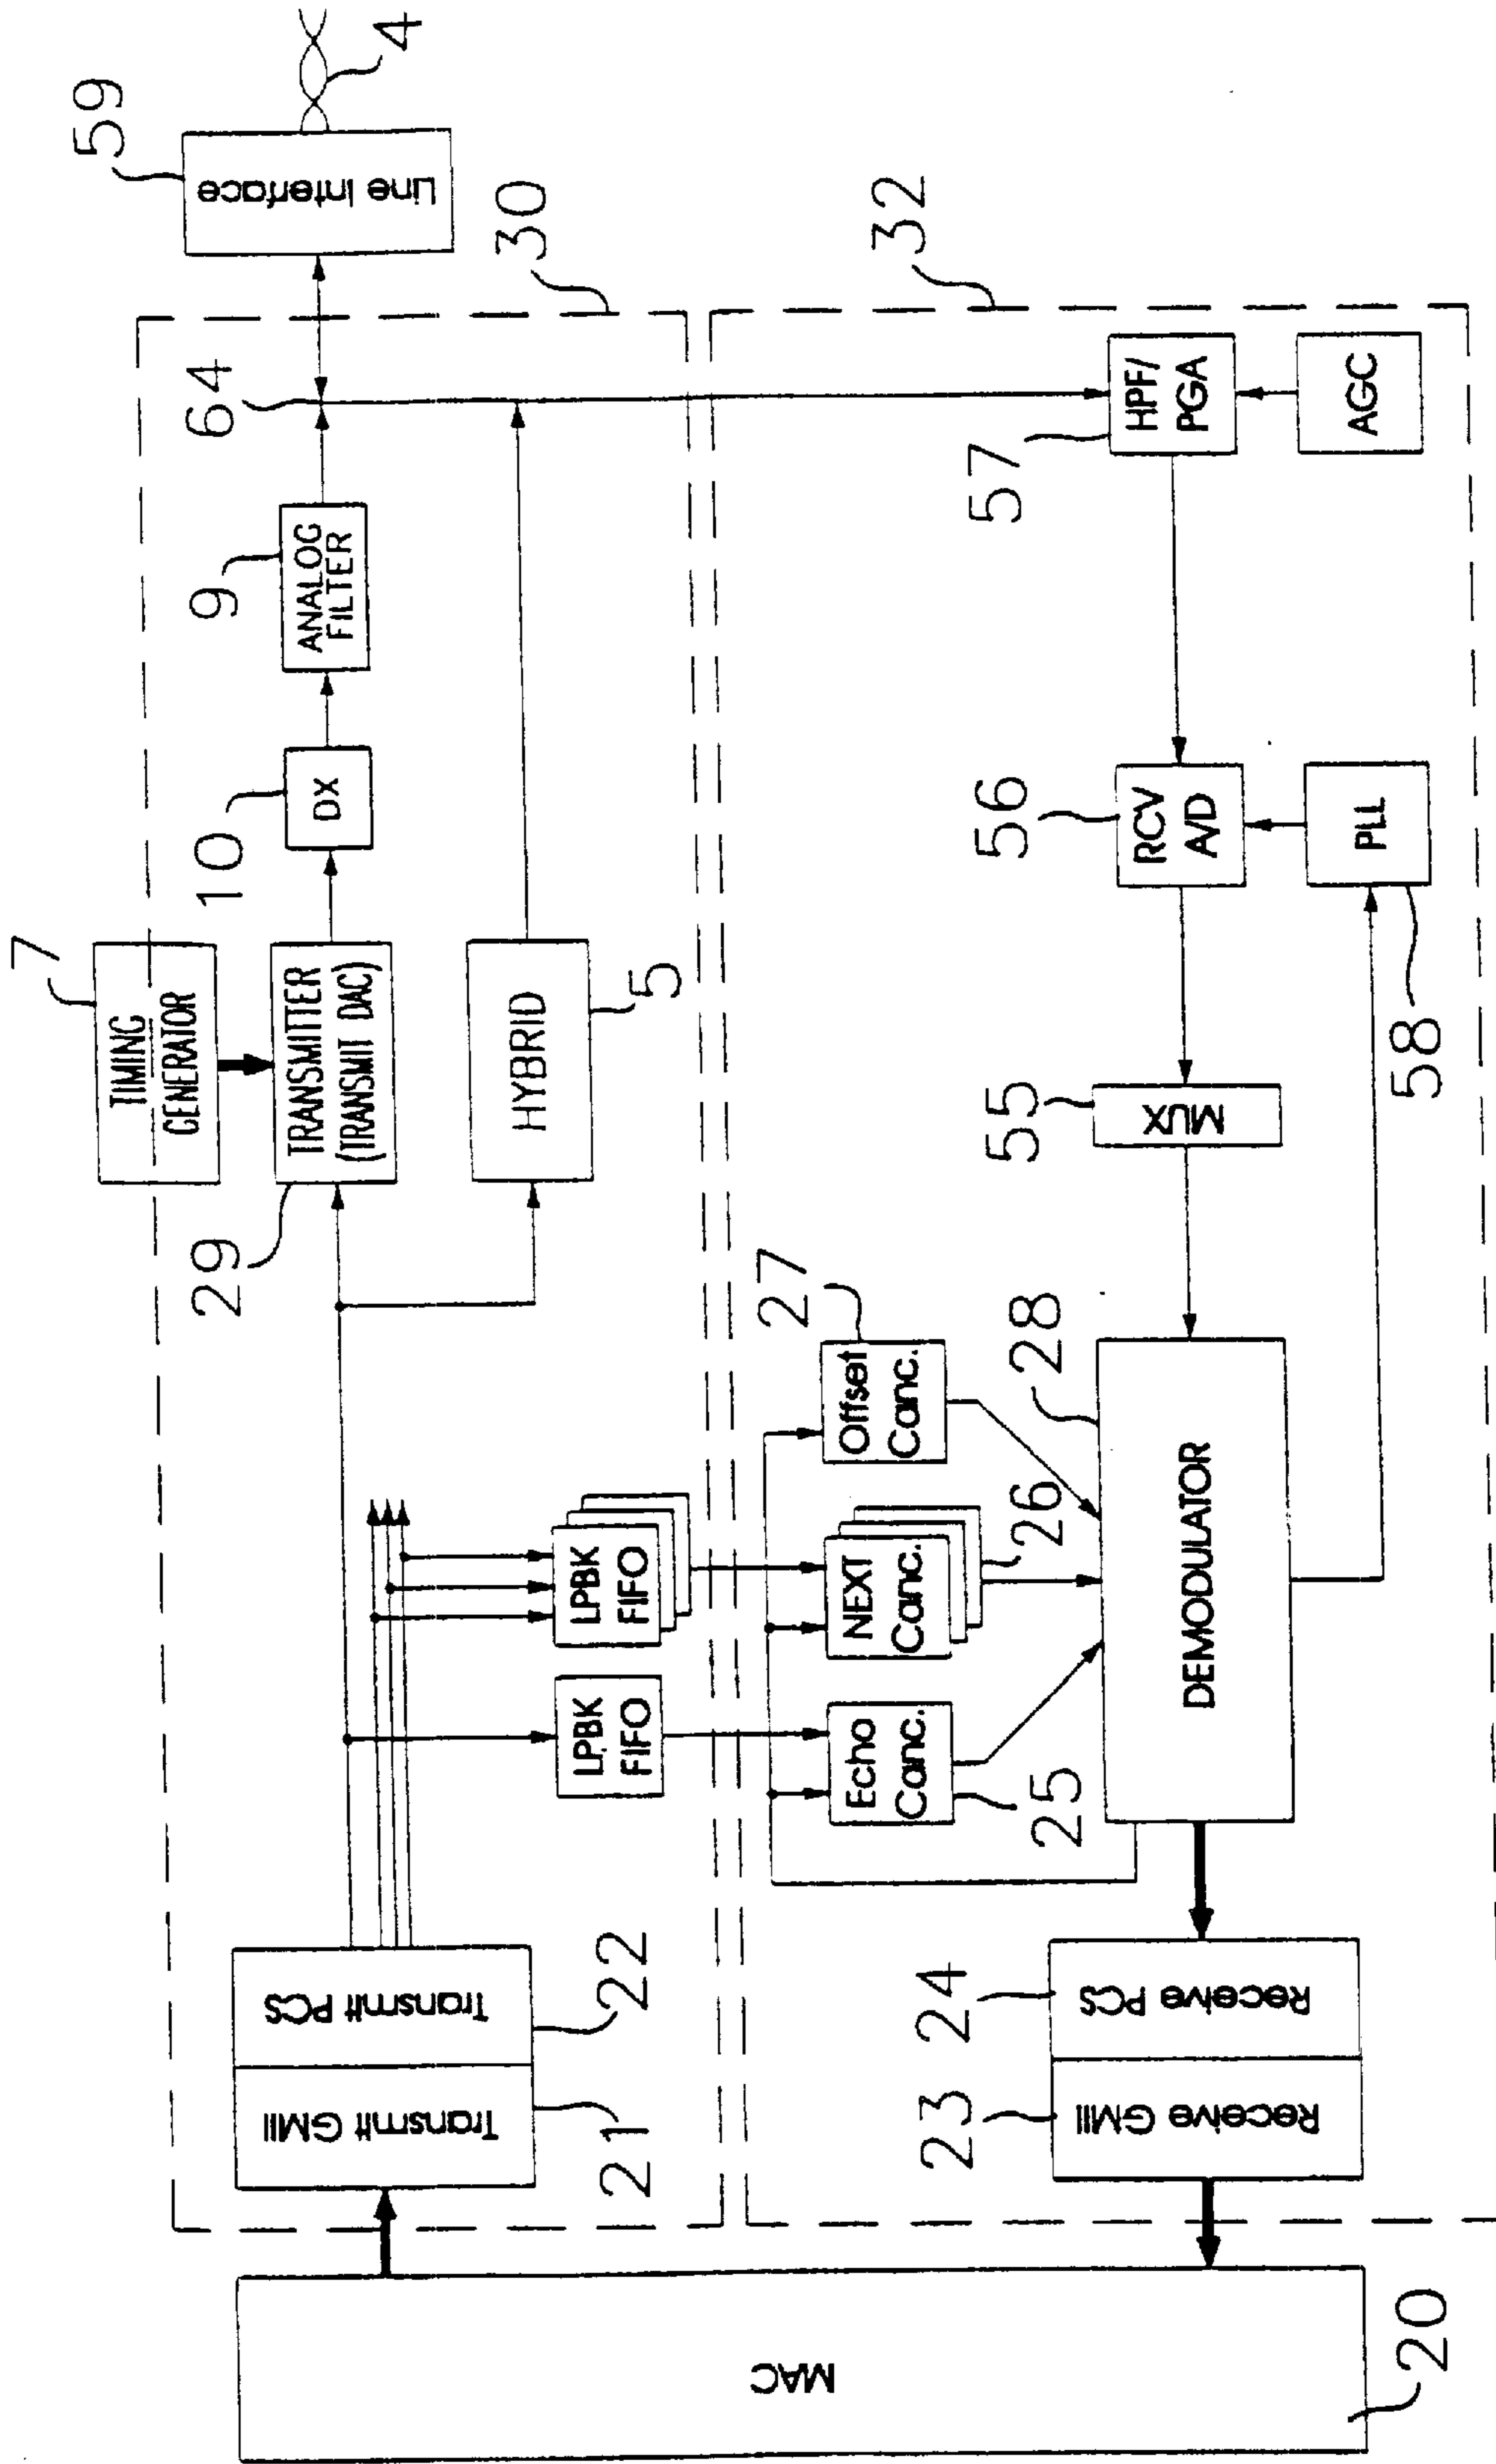 MAC
20
Transmit GMII
21
Transmit PCS
22
LPBK
FIFO
LPBK
FIFO
TIMING
GENERATOR
7
TRANSMITTER
(TRANSMIT DAC)
29
HYBRID
5
DX
10
ANALOG
FILTER
9
64
30
Line Interface
59
4
Receive GMII
23
Receive PCS
24
Echo
Canc.
25
NEXT
Canc.
26
Offset
Canc.
27
DEMODULATOR
28
MUX
55
RCV
A/D
56
PLL
58
HPF/
PGA
57
AGC
32